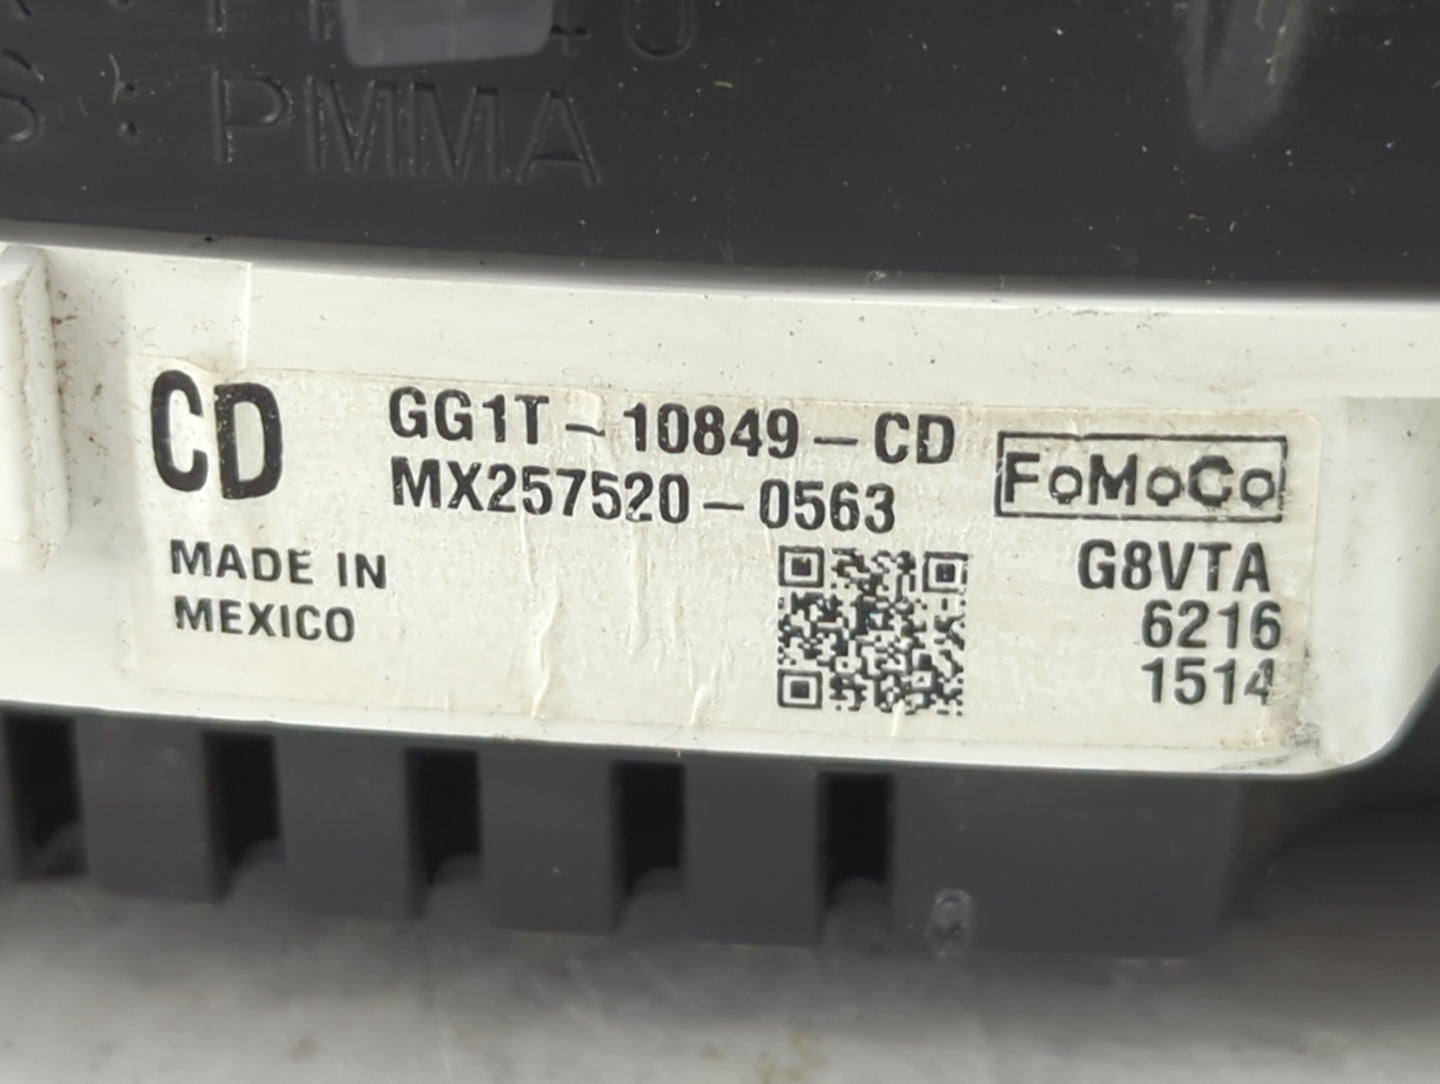 S : PMMA
CD
GG1T-10849-CD
MX257520-0563
FoMoCo
MADE IN
MEXICO
G8VTA
6216
1514